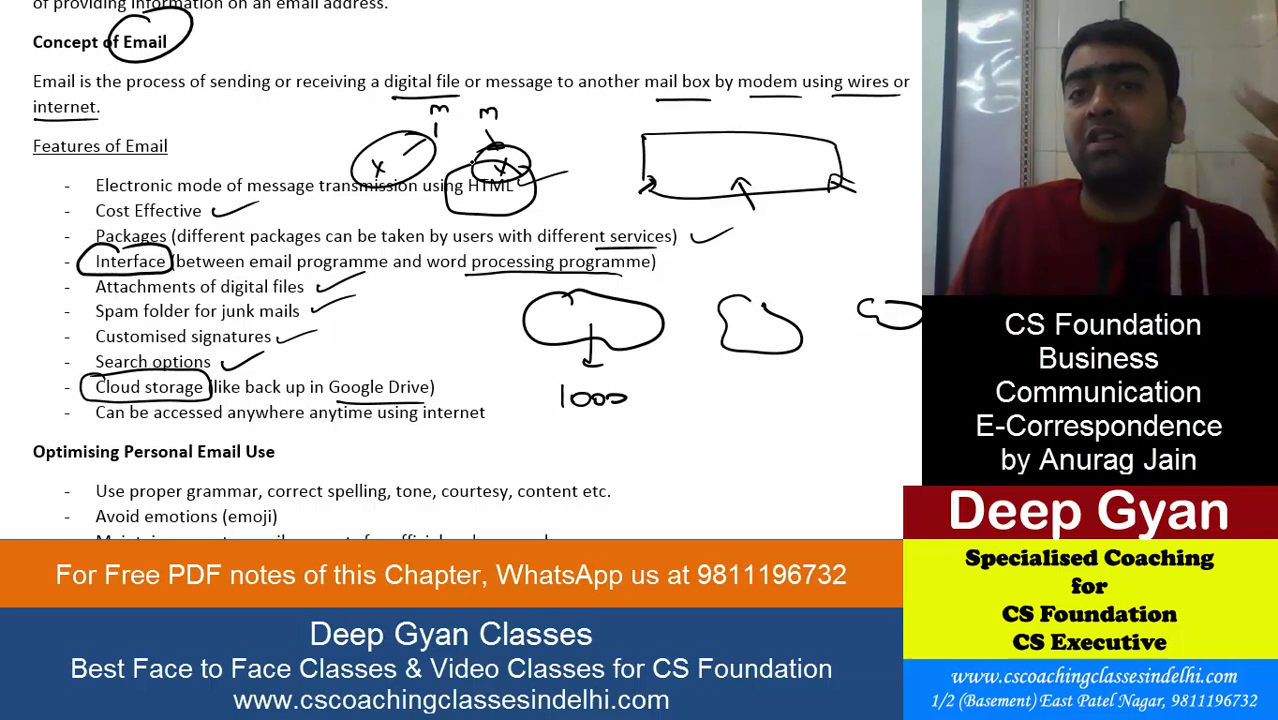 of providing information on an email address.
Concept of Email
Email is the process of sending or receiving a digital file or message to another mail box by modem using wires or
internet.
m m
Features of Email
x x
- Electronic mode of message transmission using HTML
- Cost Effective
- Packages (different packages can be taken by users with different services)
- Interface (between email programme and word processing programme)
- Attachments of digital files
- Spam folder for junk mails
- Customised signatures
- Search options
- Cloud storage (like back up in Google Drive)
1000
- Can be accessed anywhere anytime using internet
Optimising Personal Email Use
- Use proper grammar, correct spelling, tone, courtesy, content etc.
- Avoid emotions (emoji)
CS Foundation
Business
Communication
E-Correspondence
by Anurag Jain
Deep Gyan
Specialised Coaching
for
CS Foundation
CS Executive
www.cscoachingclassesindelhi.com
1/2 (Basement) East Patel Nagar, 9811196732
For Free PDF notes of this Chapter, WhatsApp us at 9811196732
Deep Gyan Classes
Best Face to Face Classes & Video Classes for CS Foundation
www.cscoachingclassesindelhi.com